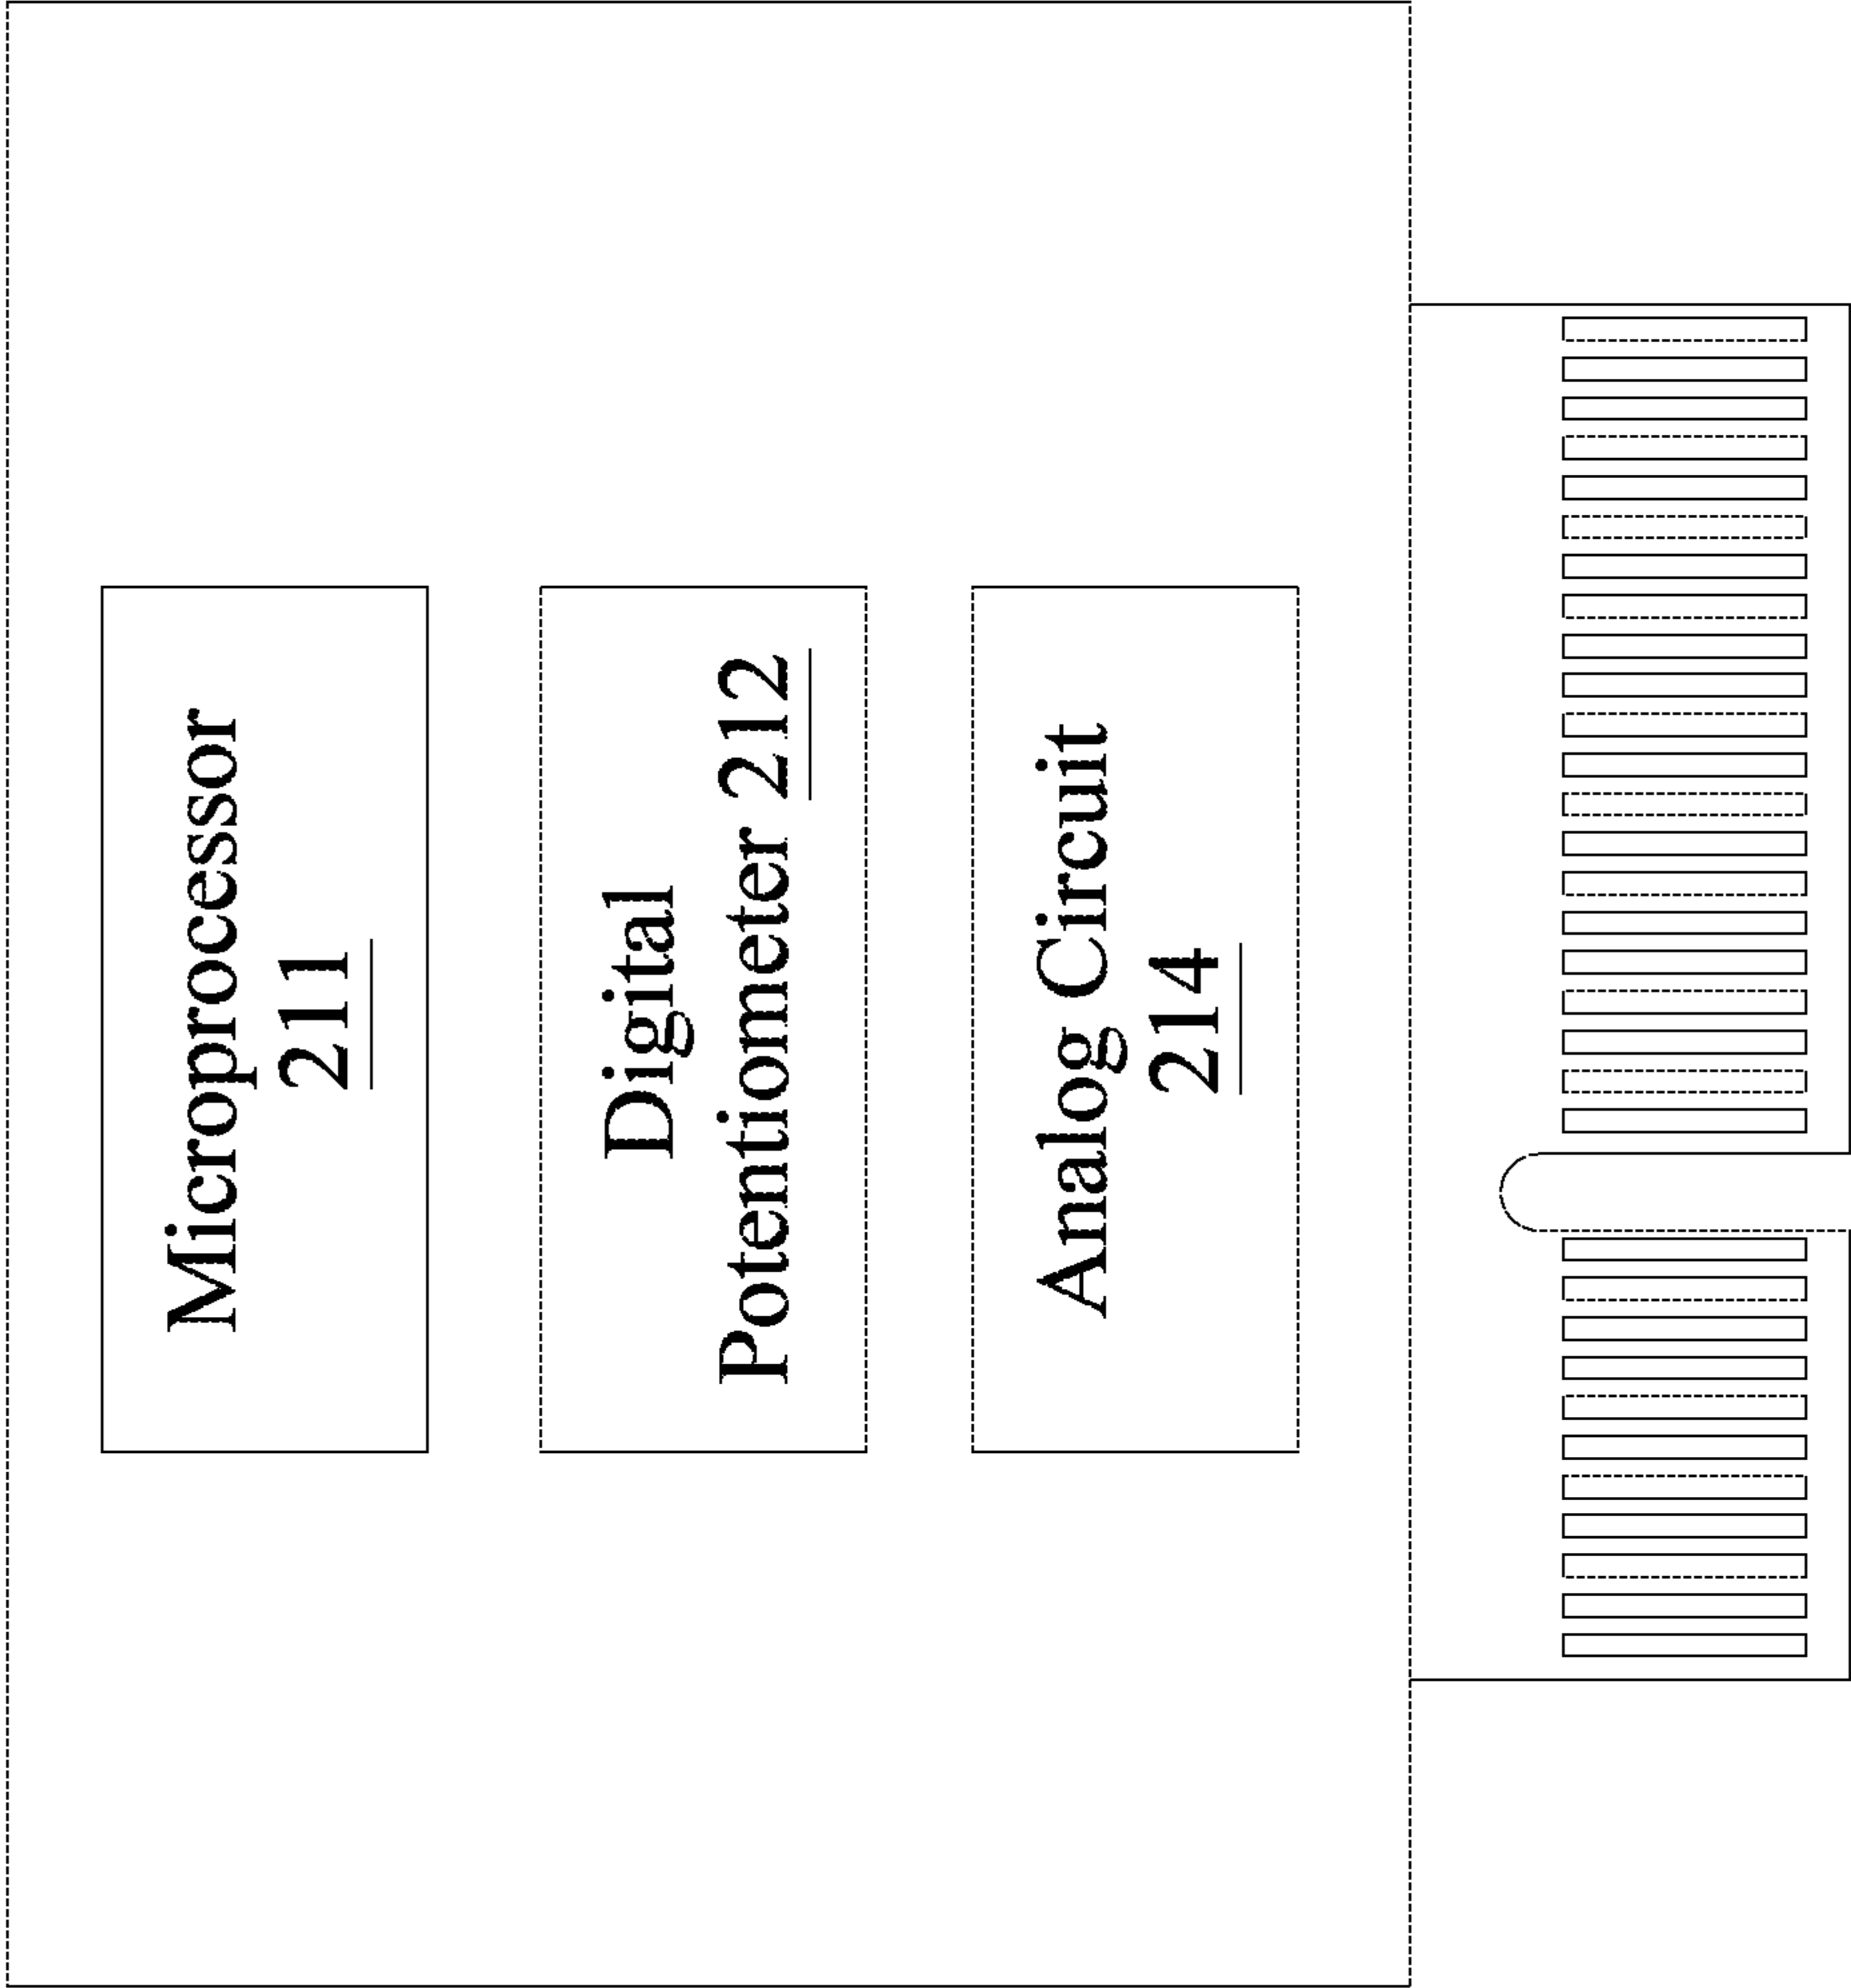 Microprocessor
211
Digital
Potentiometer 212
Analog Circuit
214